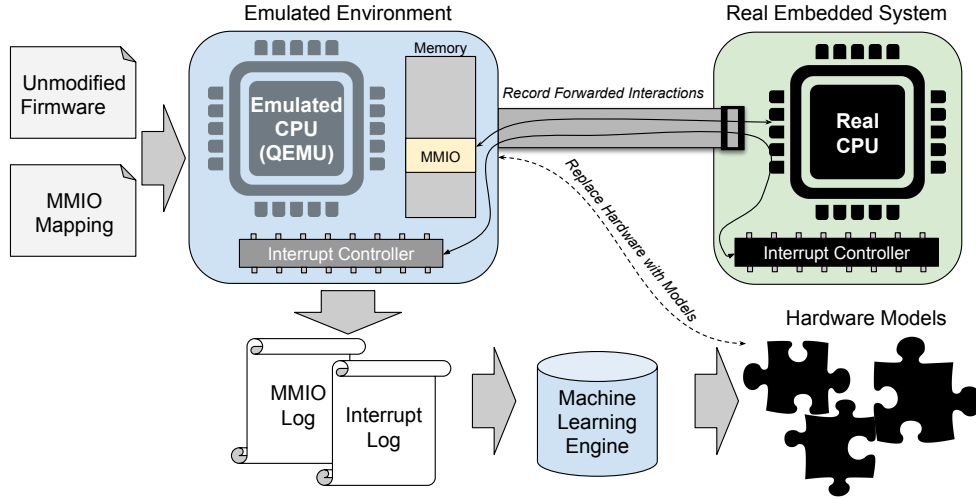 Emulated Environment
Real Embedded System
Unmodified
Firmware
MMIO
Mapping
Emulated
CPU
(QEMU)
Memory
MMIO
Interrupt Controller
Record Forwarded Interactions
Real
CPU
Interrupt Controller
Replace Hardware with Models
MMIO
Log
Interrupt
Log
Machine
Learning
Engine
Hardware Models